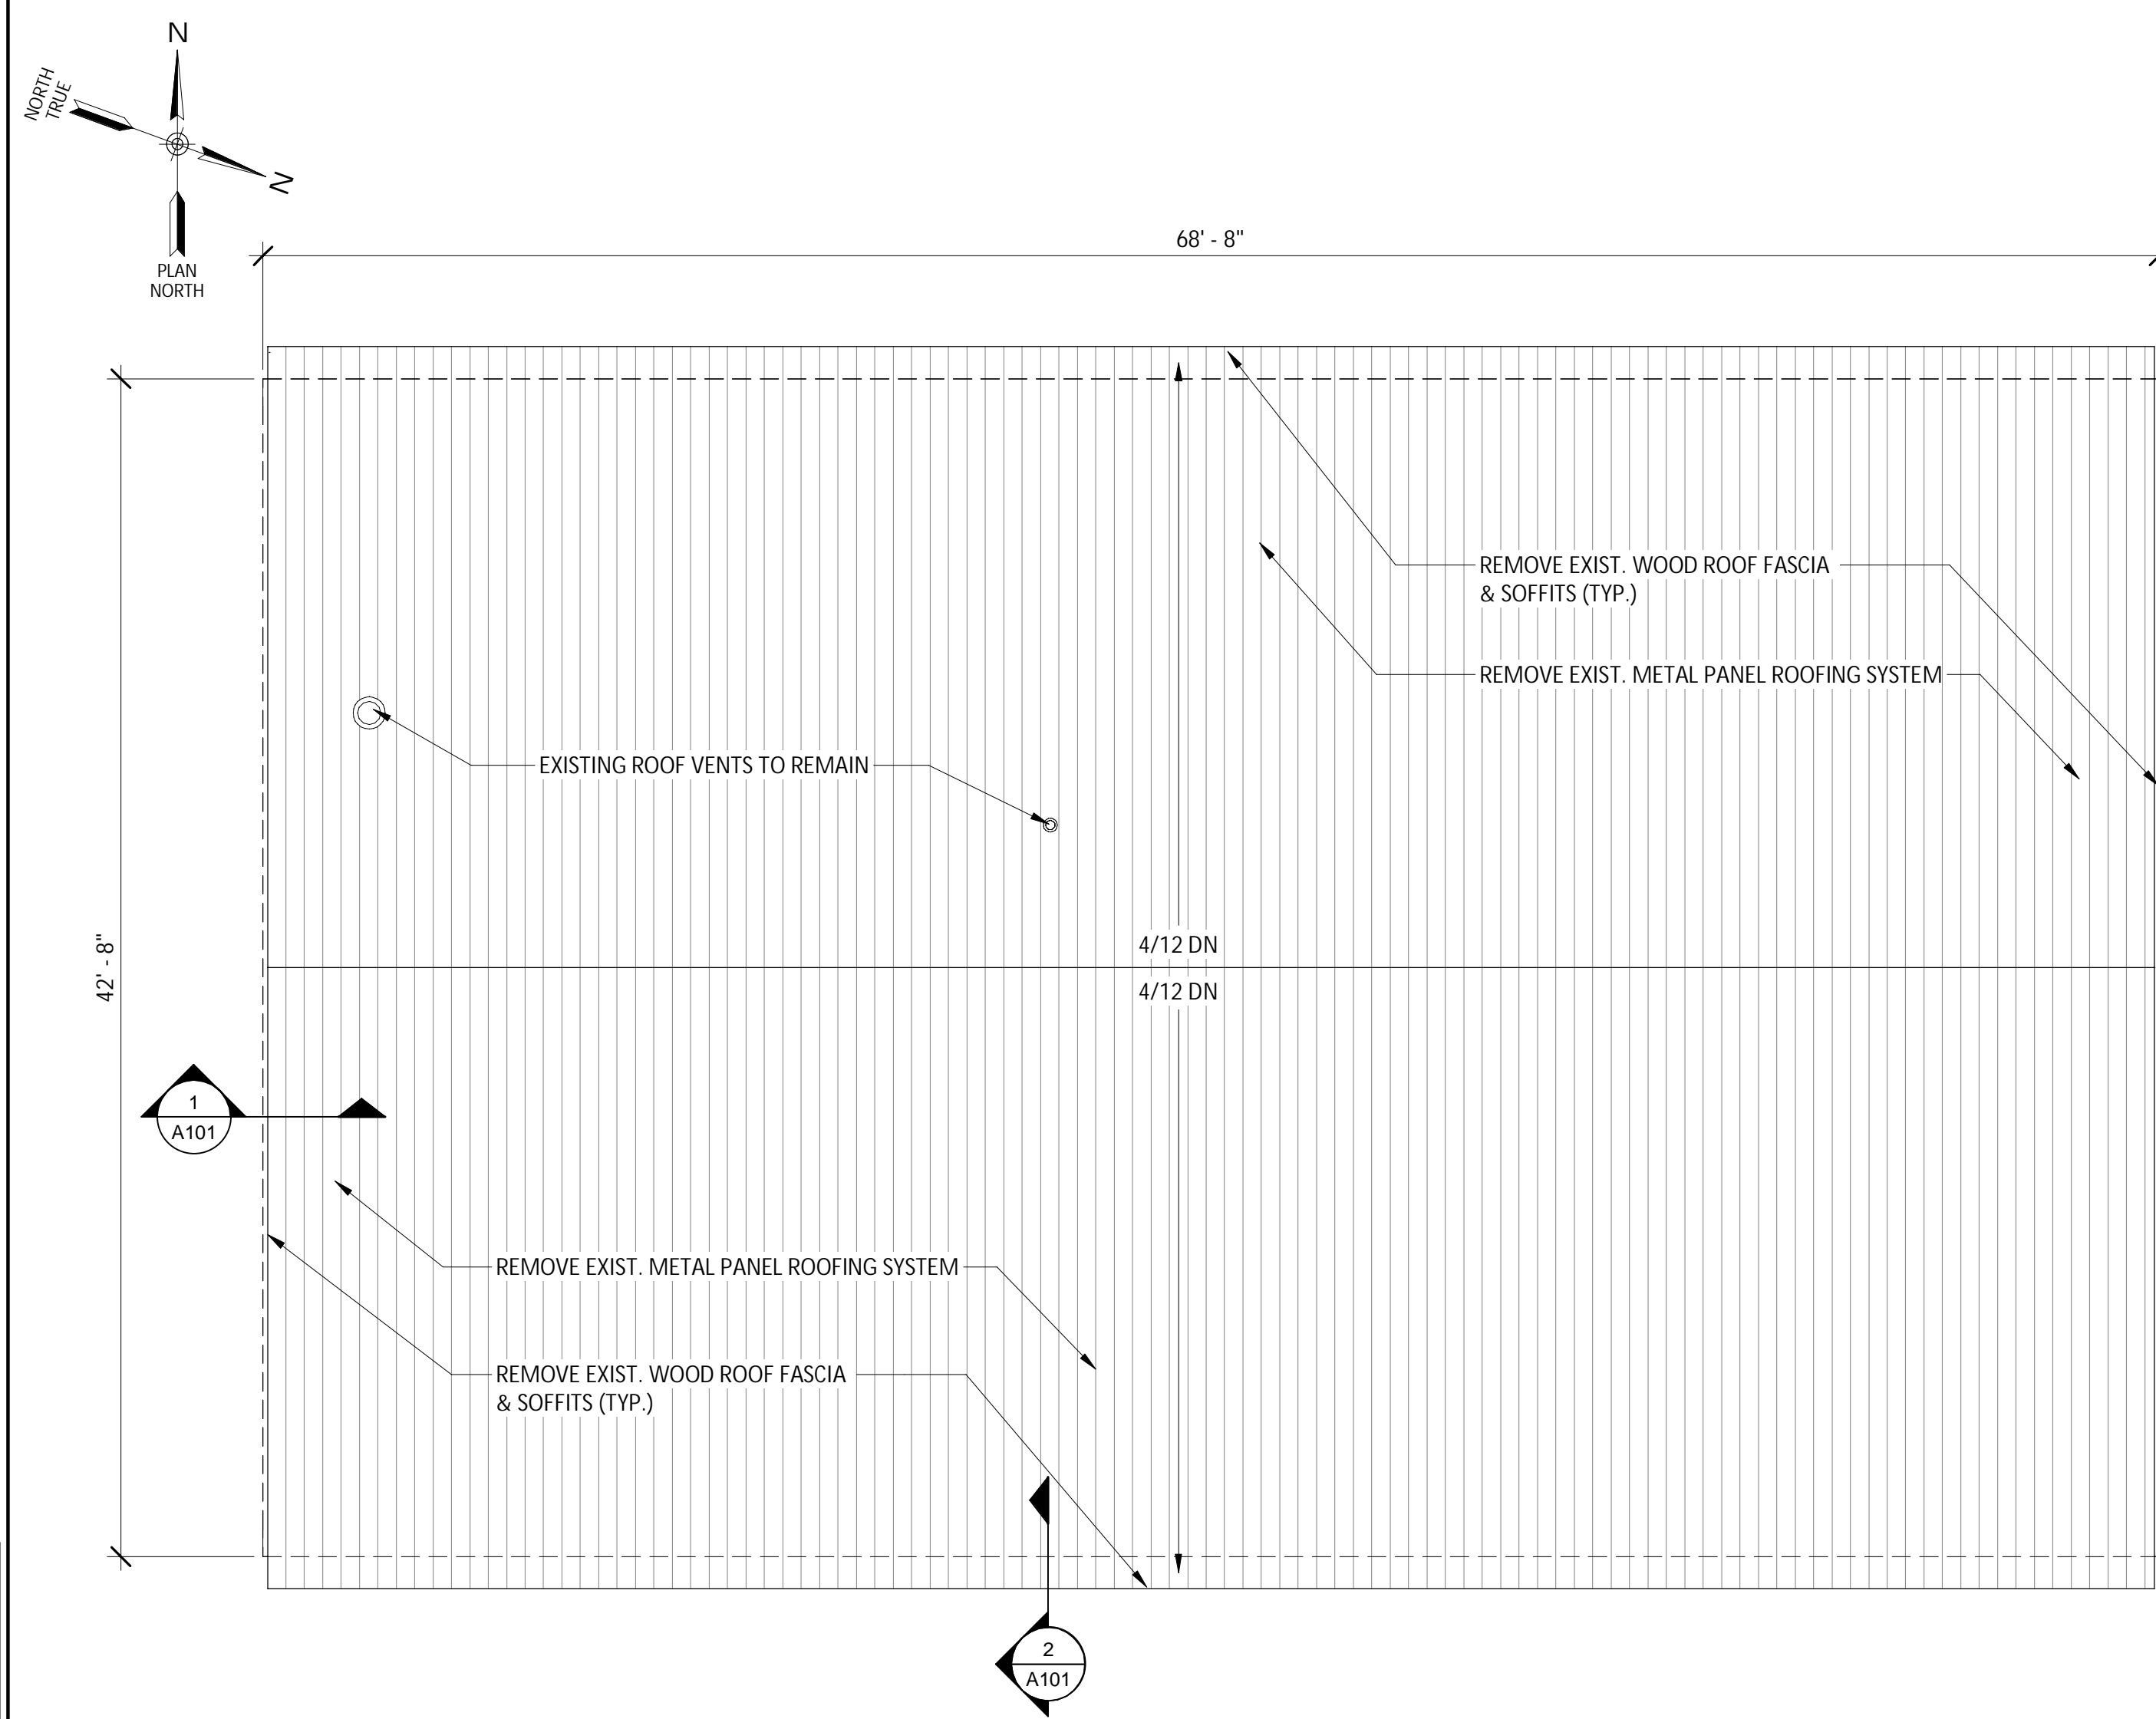 N
NORTH
TRUE
N
PLAN
NORTH
68' - 8"
REMOVE EXIST. WOOD ROOF FASCIA
& SOFFITS (TYP.)
REMOVE EXIST. METAL PANEL ROOFING SYSTEM
EXISTING ROOF VENTS TO REMAIN
4/12 DN
42' - 8"
4/12 DN
1
A101
REMOVE EXIST. METAL PANEL ROOFING SYSTEM
REMOVE EXIST. WOOD ROOF FASCIA
& SOFFITS (TYP.)
2
A101